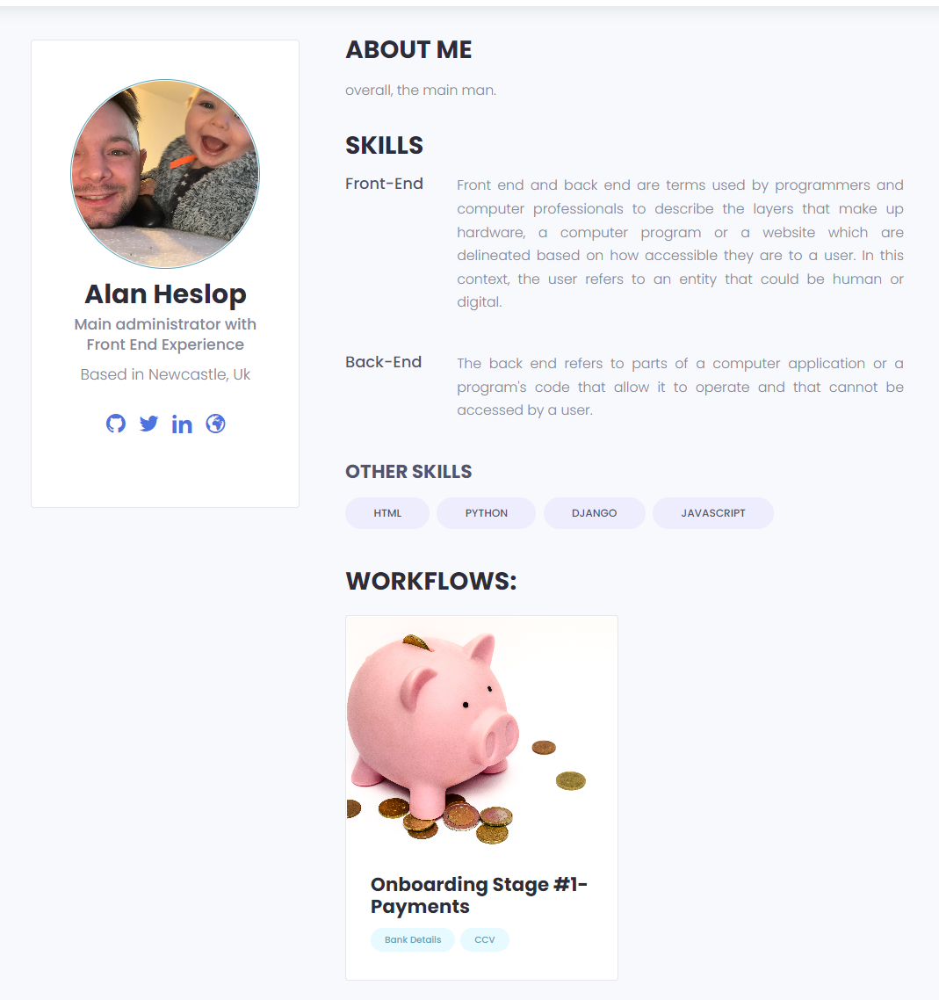 Alan Heslop
Main administrator with
Front End Experience
Based in Newcastle, Uk
ABOUT ME
overall, the main man.
SKILLS
Front-End
Front end and back end are terms used by programmers and
computer professionals to describe the layers that make up
hardware, a computer program or a website which are
delineated based on how accessible they are to a user. In this
context, the user refers to an entity that could be human or
digital.
Back-End
The back end refers to parts of a computer application or a
program's code that allow it to operate and that cannot be
accessed by a user.
OTHER SKILLS
HTML PYTHON DJANGO JAVASCRIPT
WORKFLOWS:
Onboarding Stage #1-
Payments
Bank Details CCV